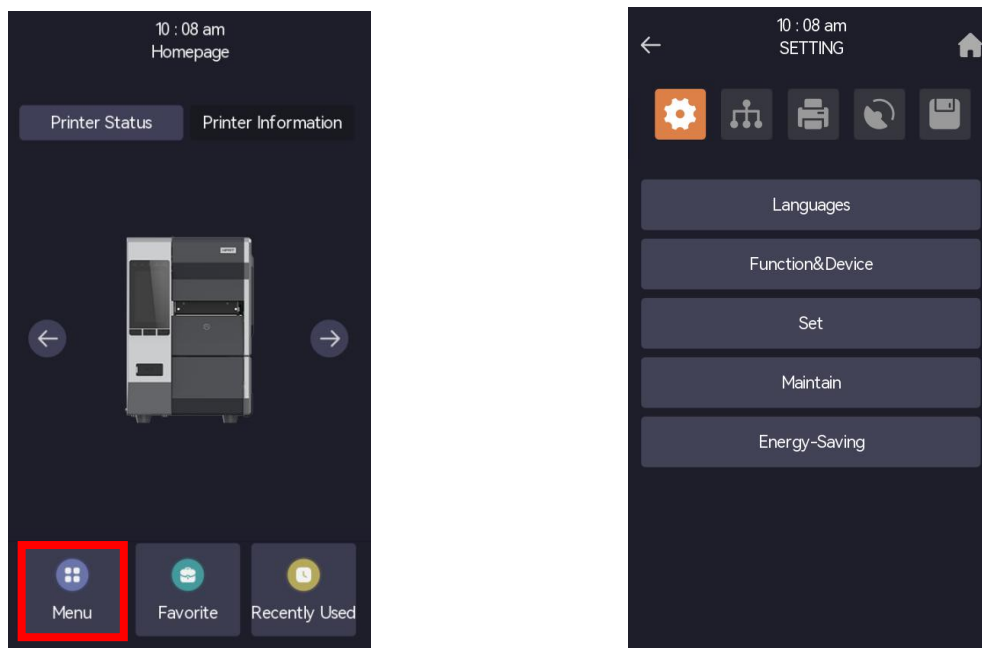 10 : 08 am
Homepage
Printer Status
Printer Information
Menu
Favorite
Recently Used
10 : 08 am
SETTING
Languages
Function&Device
Set
Maintain
Energy-Saving